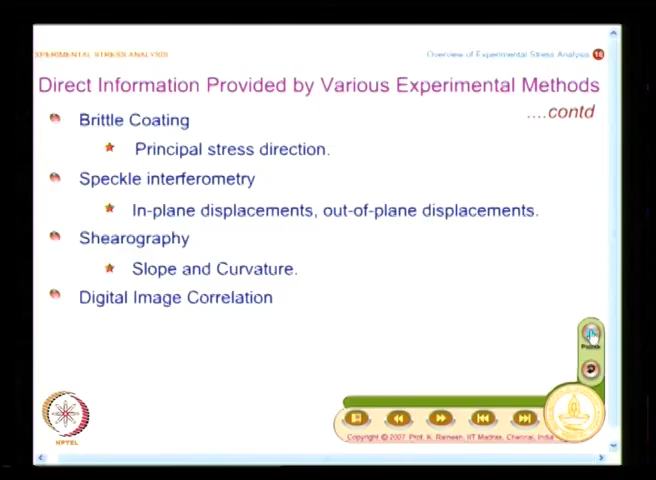 EXPERIMENTAL STRESS ANALYSIS
Overview of Experimental Stress Analysis 18
Direct Information Provided by Various Experimental Methods
....contd
Brittle Coating
Principal stress direction.
Speckle interferometry
In-plane displacements, out-of-plane displacements.
Shearography
Slope and Curvature.
Digital Image Correlation
NPTEL
Copyright © 2007, Prof. K. Ramesh, IIT Madras, Chennai, India